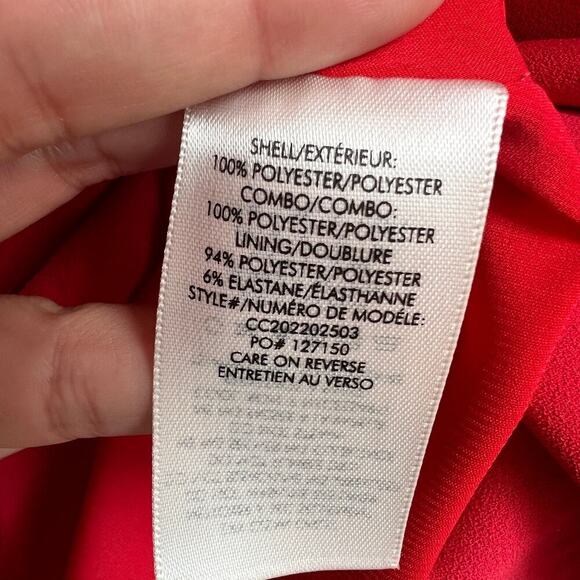 SHELL/EXTÉRIEUR:
100% POLYESTER/POLYESTER
COMBO/COMBO:
100% POLYESTER/POLYESTER
LINING/DOUBLURE
94% POLYESTER/POLYESTER
6% ELASTANE/ÉLASTHANNE
STYLE#/NUMÉRO DE MODÉLE:
CC202202503
PO# 127150
CARE ON REVERSE
ENTRETIEN AU VERSO